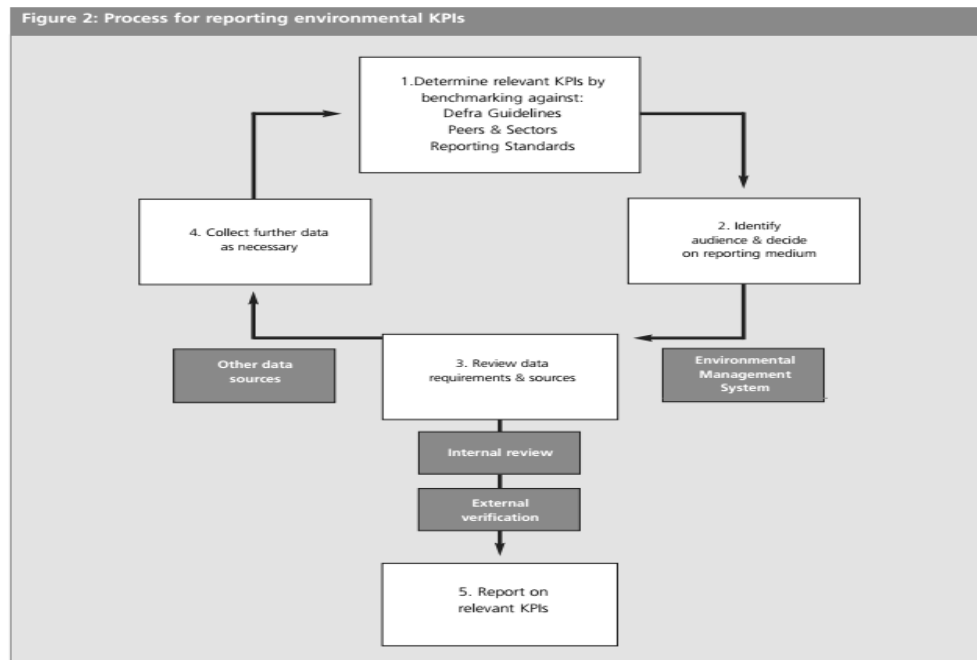 Figure 2: Process for reporting environmental KPIs
1.Determine relevant KPIs by
benchmarking against:
Defra Guidelines
Peers & Sectors
Reporting Standards
4. Collect further data
as necessary
2. Identify
audience & decide
on reporting medium
Other data
sources
3. Review data
requirements & sources
Environmental
Management
System
Internal review
External
verification
5. Report on
relevant KPIs